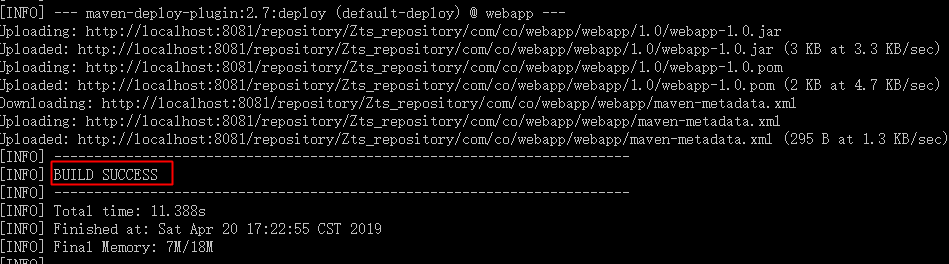 [INFO] --- maven-deploy-plugin:2.7:deploy (default-deploy) @ webapp ---
Uploading: http://localhost:8081/repository/Zts_repository/com/co/webapp/webapp/1.0/webapp-1.0.jar
Uploaded: http://localhost:8081/repository/Zts_repository/com/co/webapp/webapp/1.0/webapp-1.0.jar (3 KB at 3.3 KB/sec)
Uploading: http://localhost:8081/repository/Zts_repository/com/co/webapp/webapp/1.0/webapp-1.0.pom
Uploaded: http://localhost:8081/repository/Zts_repository/com/co/webapp/webapp/1.0/webapp-1.0.pom (2 KB at 4.7 KB/sec)
Downloading: http://localhost:8081/repository/Zts_repository/com/co/webapp/webapp/maven-metadata.xml
Uploading: http://localhost:8081/repository/Zts_repository/com/co/webapp/webapp/maven-metadata.xml
Uploaded: http://localhost:8081/repository/Zts_repository/com/co/webapp/webapp/maven-metadata.xml (295 B at 1.3 KB/sec)
[INFO] ------------------------------------------------------------------------
[INFO] BUILD SUCCESS
[INFO] ------------------------------------------------------------------------
[INFO] Total time: 11.388s
[INFO] Finished at: Sat Apr 20 17:22:55 CST 2019
[INFO] Final Memory: 7M/18M